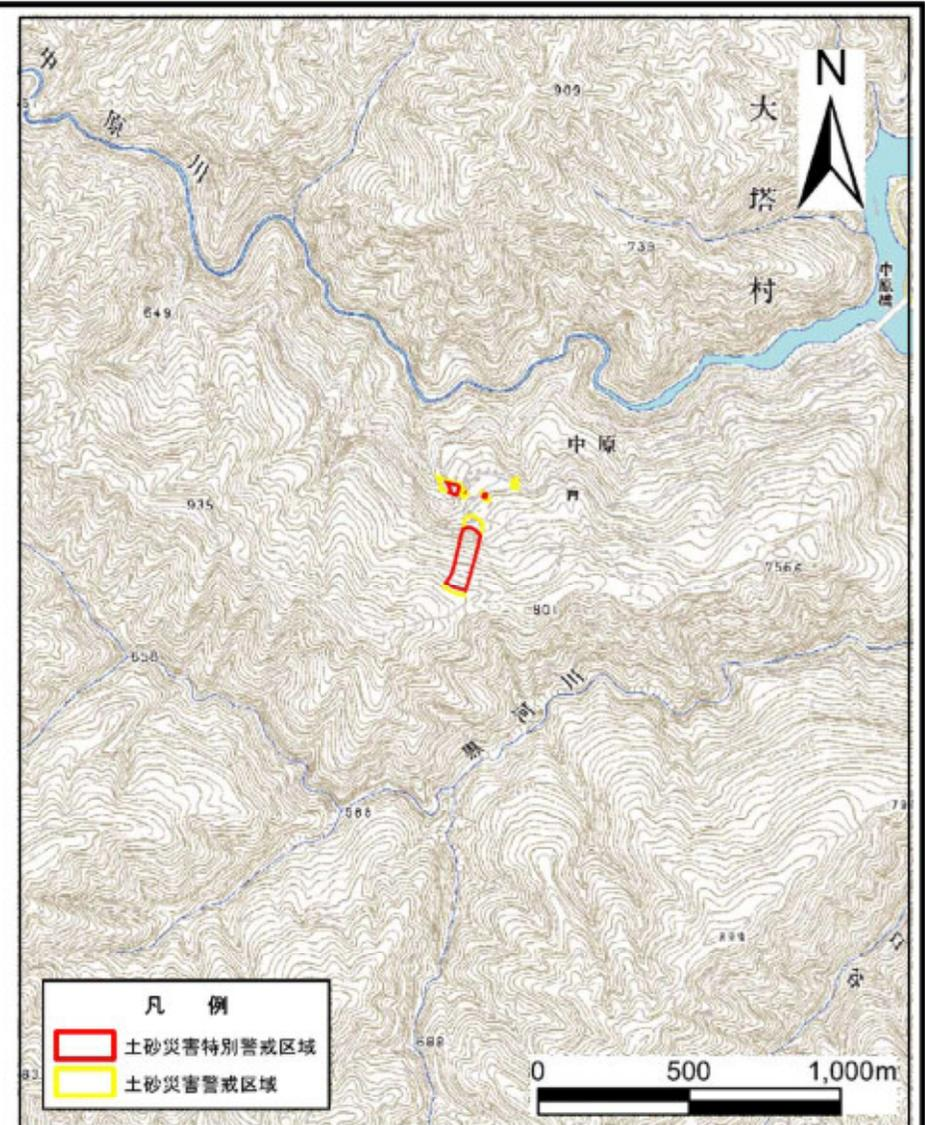 中原川
909
大塔村
N
739
中原橋
649
中原
935
801
黒河川
658
588
688
83
凡 例
土砂災害特別警戒区域
土砂災害警戒区域
0 500 1,000m